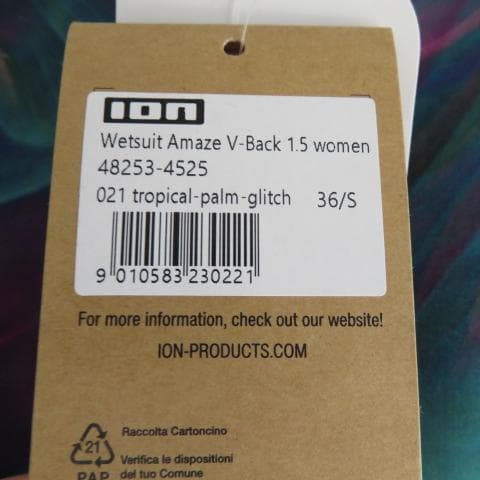 ION
Wetsuit Amaze V-Back 1.5 women
48253-4525
021 tropical-palm-glitch 36/S
9 010583 230221
For more information, check out our website!
ION-PRODUCTS.COM
21
Raccolta Cartoncino
PAP
Verifica le disposizioni
del tuo Comune